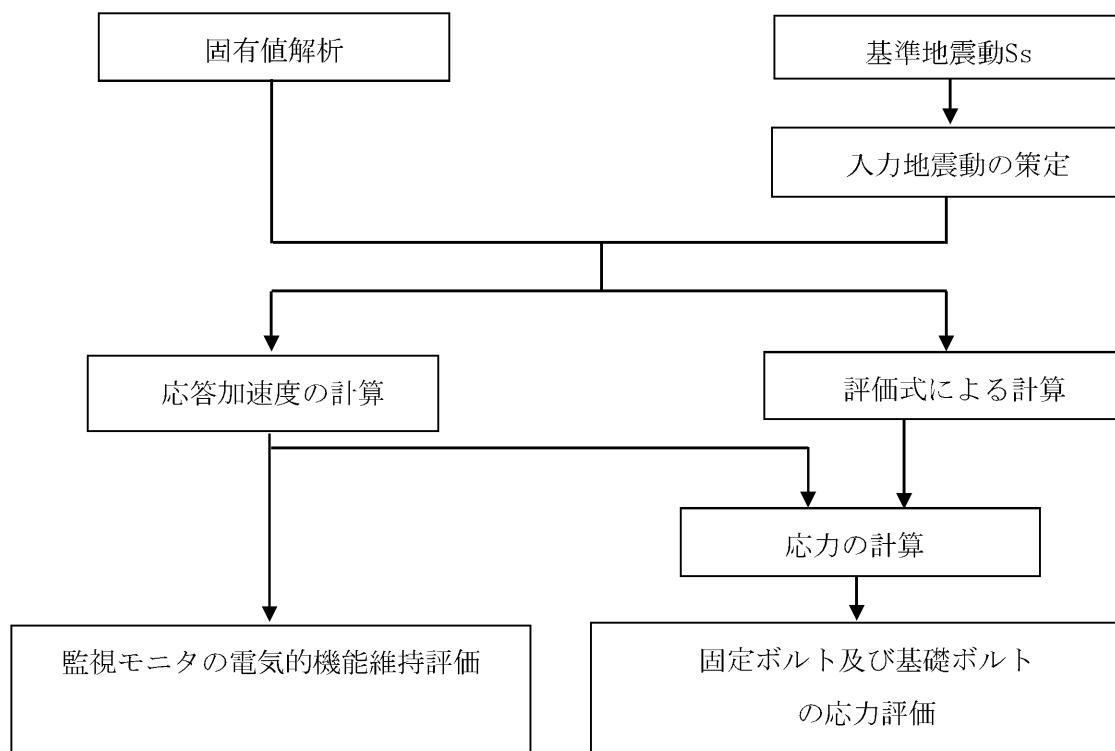 固有値解析
基準地震動Ss
入力地震動の策定
応答加速度の計算
評価式による計算
応力の計算
監視モニタの電気的機能維持評価
固定ボルト及び基礎ボルト
の応力評価